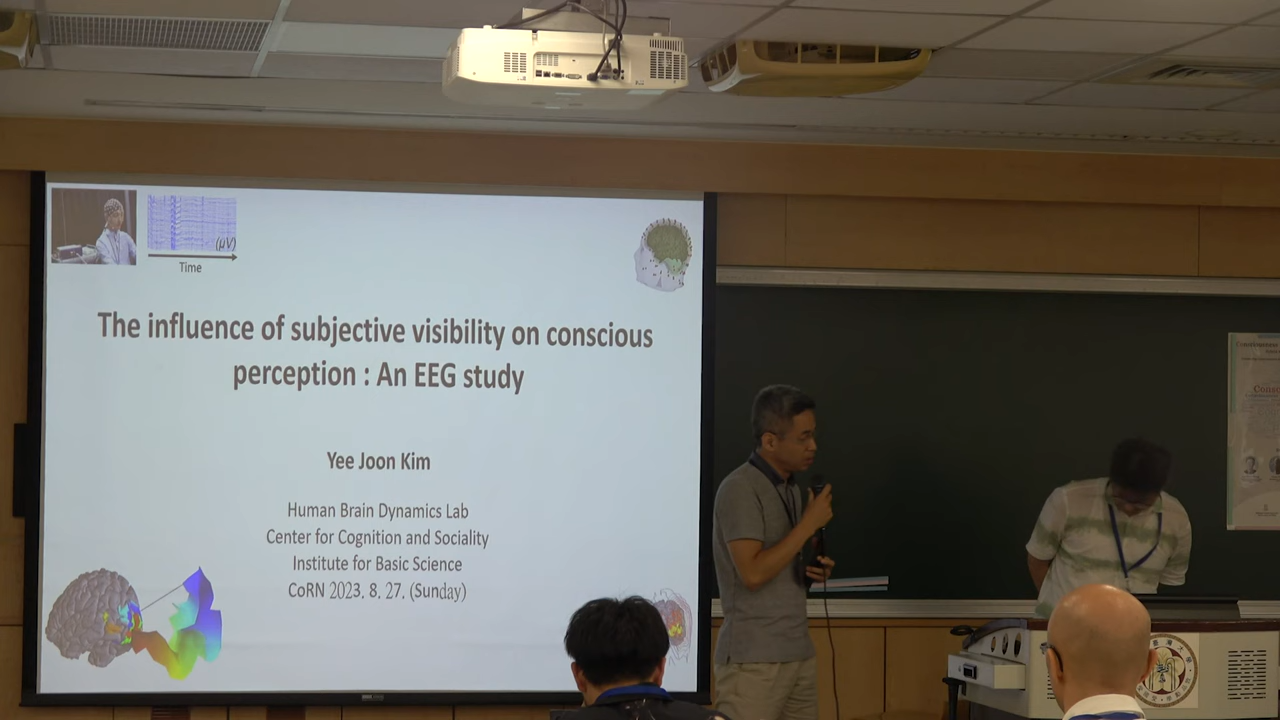 (μV)
Time
The influence of subjective visibility on conscious
perception : An EEG study
Yee Joon Kim
Human Brain Dynamics Lab
Center for Cognition and Sociality
Institute for Basic Science
CoRN 2023. 8. 27. (Sunday)